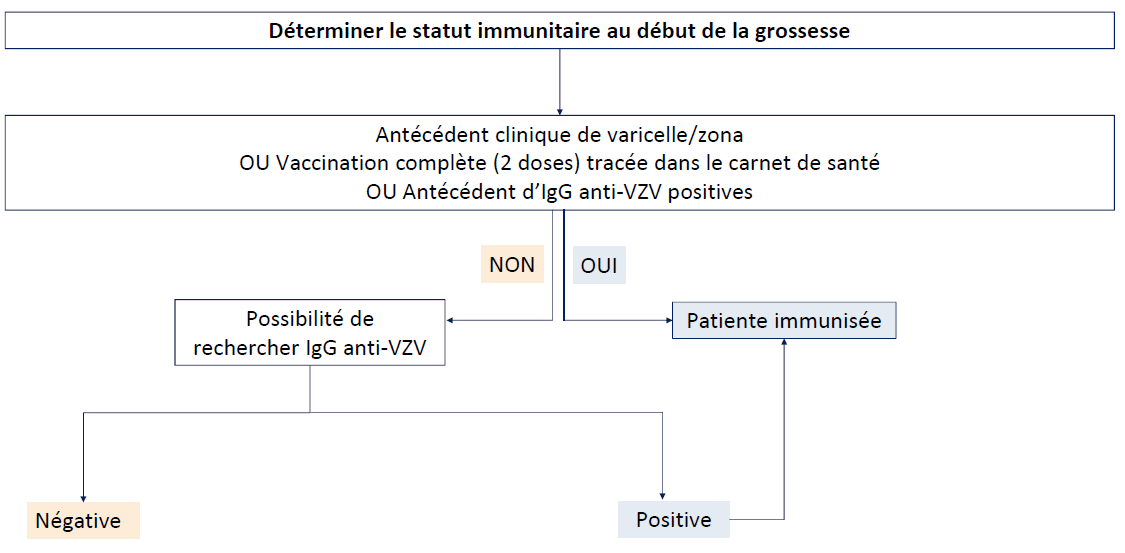 Déterminer le statut immunitaire au début de la grossesse
Antécédent clinique de varicelle/zona
OU Vaccination complète (2 doses) tracée dans le carnet de santé
OU Antécédent d’IgG anti-VZV positives
NON
OUI
Possibilité de
rechercher IgG anti-VZV
Patiente immunisée
Négative
Positive